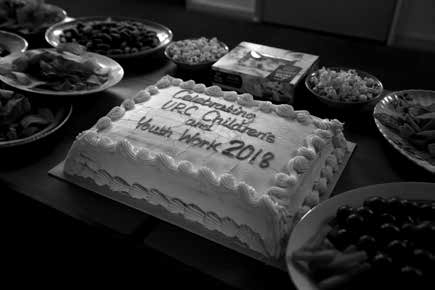 Celebrating
URC Children's
and
Youth Work 2018